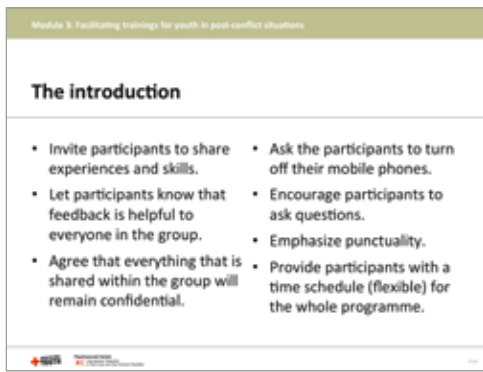 Module 3: Facilitating trainings for youth in post-conflict situations
The introduction
• Invite participants to share
experiences and skills.
• Let participants know that
feedback is helpful to
everyone in the group.
• Agree that everything that is
shared within the group will
remain confidential.
• Ask the participants to turn
off their mobile phones.
• Encourage participants to
ask questions.
• Emphasize punctuality.
• Provide participants with a
time schedule (flexible) for
the whole programme.
YOUTH